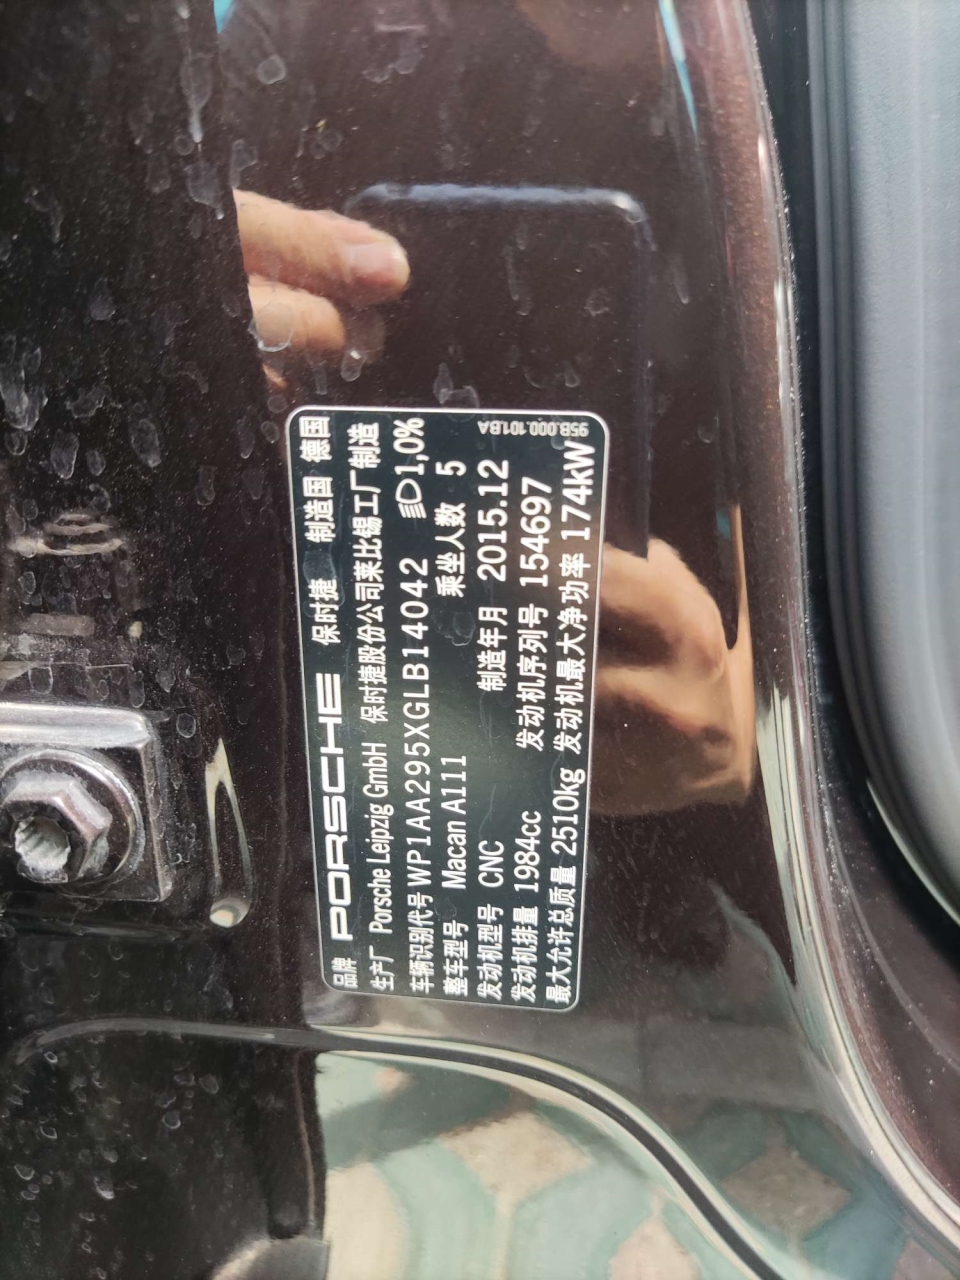 品牌 PORSCHE 保时捷 制造国 德国
生产厂 Porsche Leipzig GmbH 保时捷股份公司莱比锡工厂制造
车辆识别代号 WP1AA295XGLB14042 1,0%
整车型号 Macan A111 乘坐人数 5
发动机型号 CNC 制造年月 2015.12
发动机排量 1984cc 发动机序列号 154697
最大允许总质量 2510kg 发动机最大净功率 174kW
95B.000.101.BA